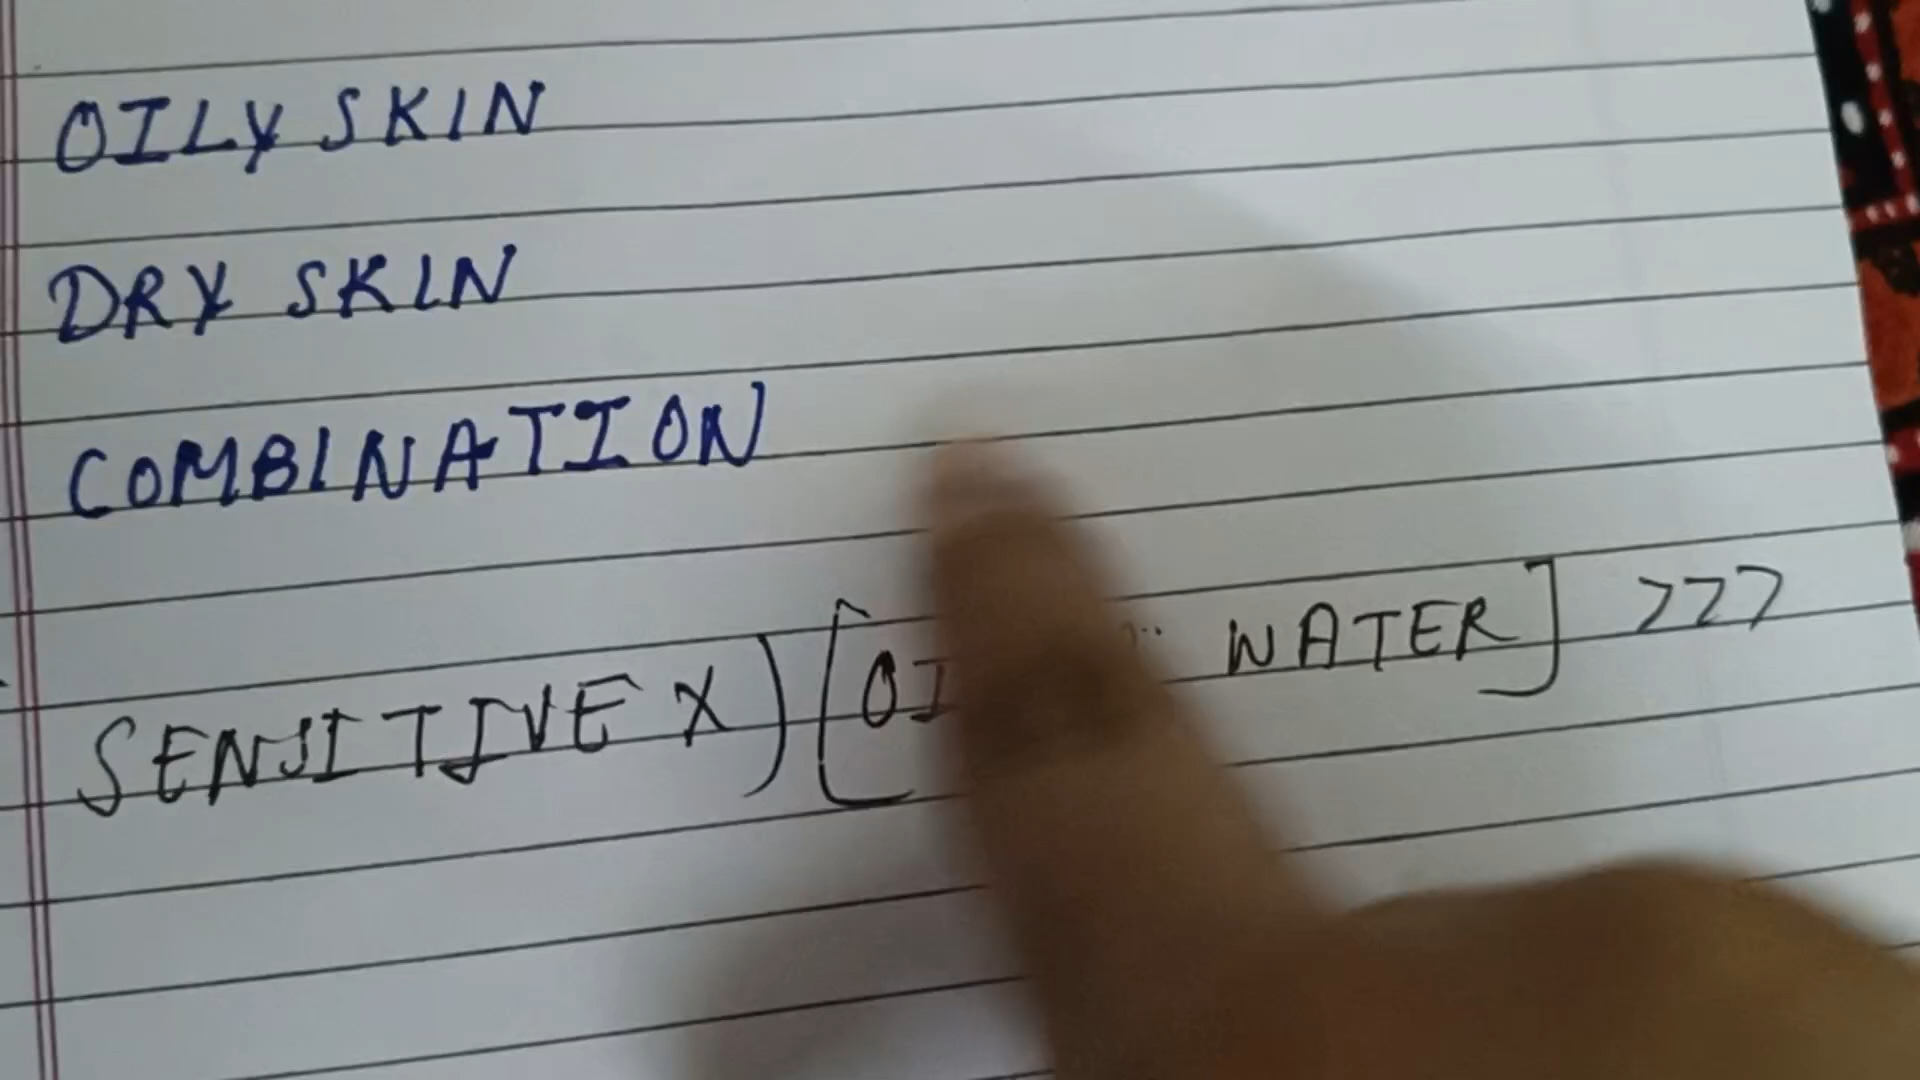 OILY SKIN
DRY SKIN
COMBINATION
SENSITIVE X) [ WATER] >>>